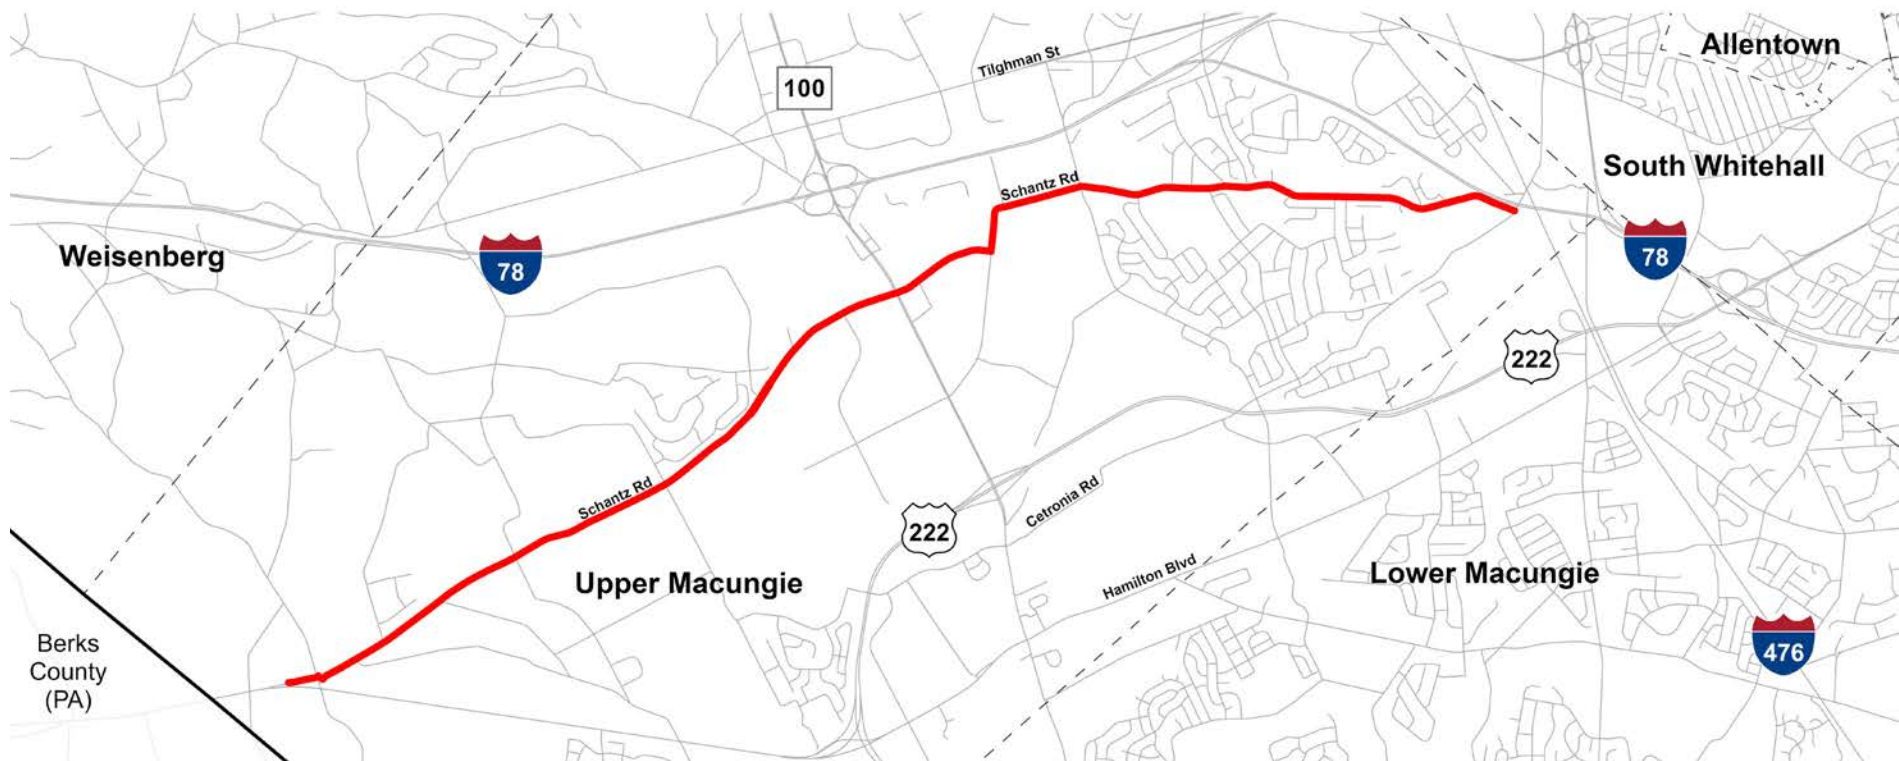 Allentown
Tilghman St
100
South Whitehall
Schantz Rd
Weisenberg
78
78
222
Schantz Rd
Cetronia Rd
222
Hamilton Blvd
Upper Macungie
Lower Macungie
Berks
County
(PA)
476